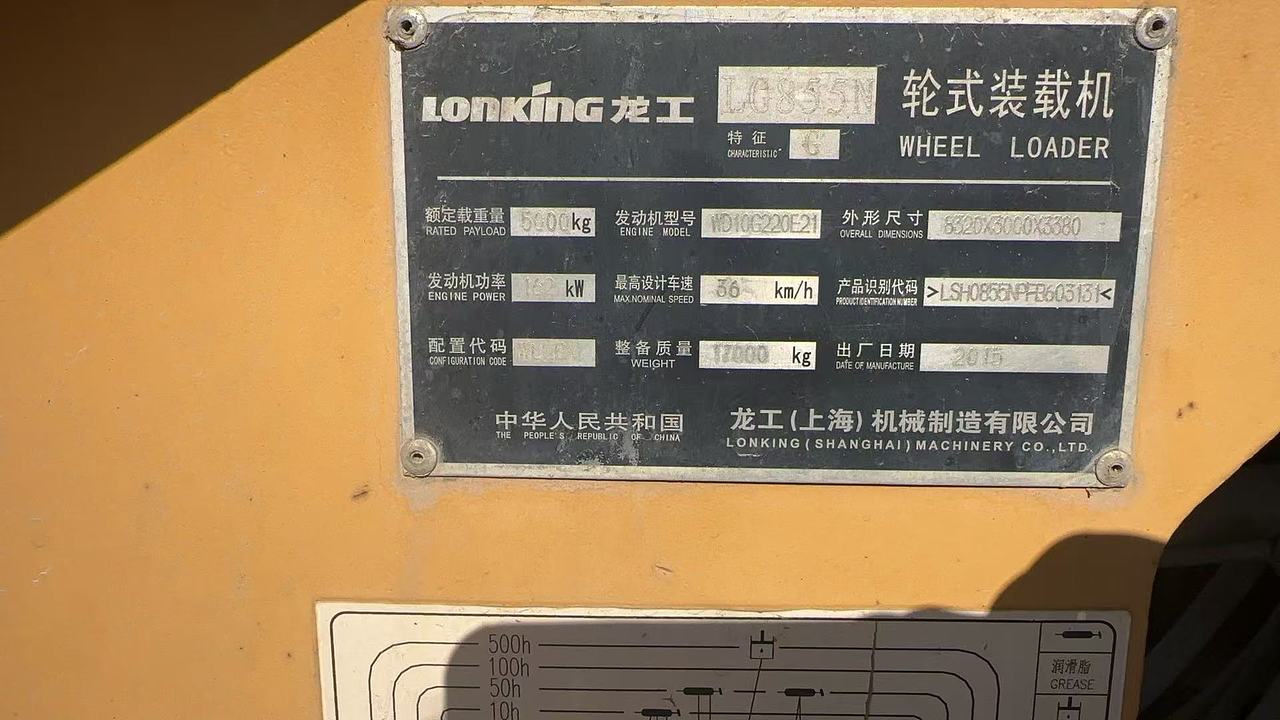 LONKING 龙工 LG855N 轮式装载机
特征 G
CHARACTERISTIC
WHEEL LOADER
额定载重量 5000kg 发动机型号 WD10G220E21 外形尺寸 8320X3000X3380
RATED PAYLOAD ENGINE MODEL OVERALL DIMENSIONS
发动机功率 162 kW 最高设计车速 36 km/h 产品识别代码
ENGINE POWER MAX.NOMINAL SPEED PRODUCT IDENTIFICATION NUMBER
配置代码 整备质量 17000 kg 出厂日期 2015
CONFIGURATION CODE WEIGHT DATE OF MANUFACTURE
中华人民共和国 龙工(上海)机械制造有限公司
THE PEOPLE'S REPUBLIC OF CHINA LONKING(SHANGHAI)MACHINERY CO.,LTD.
500h
100h
润滑脂
50h GREASE
10h